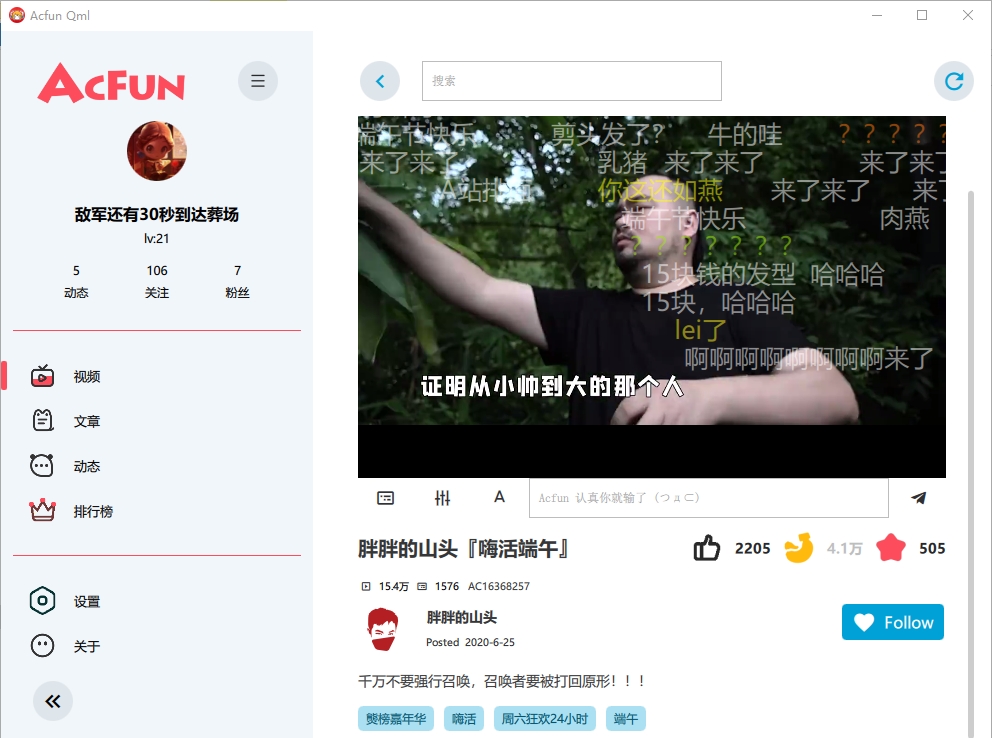 Acfun Qml
AcFun
敌军还有30秒到达葬场
lv:21
5 106 7
动态 关注 粉丝
视频
文章
动态
排行榜
设置
关于
搜索
端午节快乐 剪头发了? 牛的哇 ? ? ? ? ?
来了来了 乳猪 来了来了 来了来了
你这还如燕 来了来了 来了
端午节快乐 肉燕
? ? ? ? ? ? ?
15块钱的发型 哈哈哈
15块，哈哈哈
lei了
啊啊啊啊啊啊啊啊来了
证明从小帅到大的那个人
A
Acfun 认真你就输了 (つдC)
胖胖的山头『嗨活端午』
2205 4.1万 505
15.4万 1576 AC16368257
胖胖的山头
Posted 2020-6-25
Follow
千万不要强行召唤，召唤者要被打回原形！！！
燹榜嘉年华 嗨活 周六狂欢24小时 端午